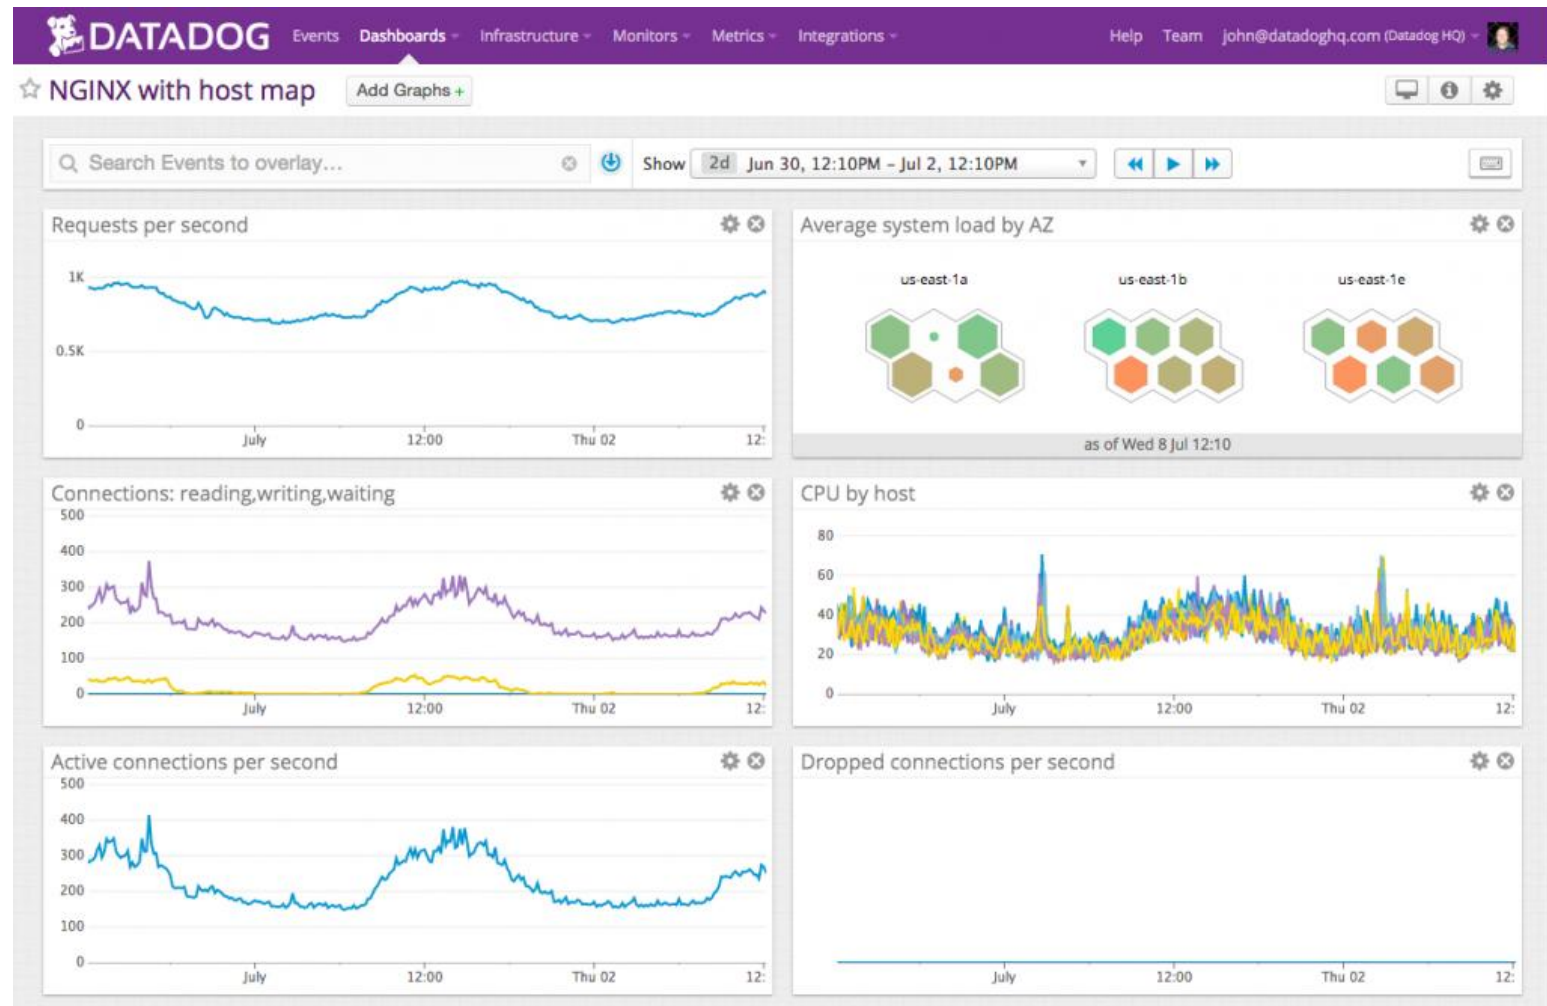 DATADOG Events Dashboards Infrastructure Monitors Metrics Integrations Help Team john@datadoghq.com (Datadog HQ)
NGINX with host map Add Graphs +
Search Events to overlay... Show 2d Jun 30, 12:10PM – Jul 2, 12:10PM
Requests per second
1K
0.5K
0
July 12:00 Thu 02 12:
Average system load by AZ
us-east-1a us-east-1b us-east-1e
as of Wed 8 Jul 12:10
Connections: reading,writing,waiting
500
400
300
200
100
0
July 12:00 Thu 02 12:
CPU by host
80
60
40
20
0
July 12:00 Thu 02 12:
Active connections per second
500
400
300
200
100
0
July 12:00 Thu 02 12:
Dropped connections per second
July 12:00 Thu 02 12: